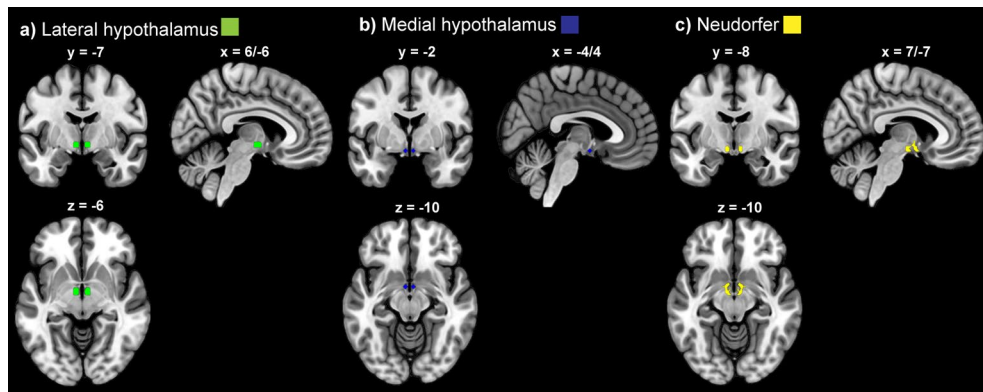 a) Lateral hypothalamus
y = -7
x = 6/-6
z = -6
b) Medial hypothalamus
y = -2
x = -4/4
z = -10
c) Neudorfer
y = -8
x = 7/-7
z = -10